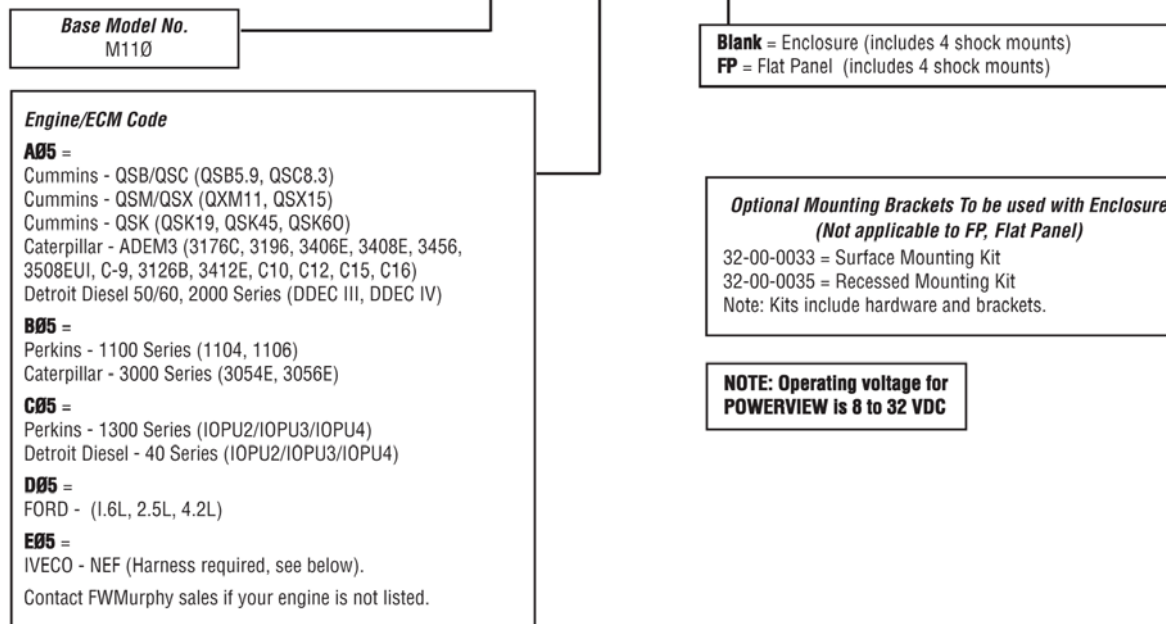 Base Model No.
M11Ø
Engine/ECM Code
AØ5 =
Cummins - QSB/QSC (QSB5.9, QSC8.3)
Cummins - QSM/QSX (QXM11, QSX15)
Cummins - QSK (QSK19, QSK45, QSK6O)
Caterpillar - ADEM3 (3176C, 3196, 3406E, 3408E, 3456,
3508EUI, C-9, 3126B, 3412E, C10, C12, C15, C16)
Detroit Diesel 50/60, 2000 Series (DDEC III, DDEC IV)
BØ5 =
Perkins - 1100 Series (1104, 1106)
Caterpillar - 3000 Series (3054E, 3056E)
CØ5 =
Perkins - 1300 Series (IOPU2/IOPU3/IOPU4)
Detroit Diesel - 40 Series (IOPU2/IOPU3/IOPU4)
DØ5 =
FORD - (I.6L, 2.5L, 4.2L)
EØ5 =
IVECO - NEF (Harness required, see below).
Contact FWMurphy sales if your engine is not listed.
Blank = Enclosure (includes 4 shock mounts)
FP = Flat Panel (includes 4 shock mounts)
Optional Mounting Brackets To be used with Enclosure
(Not applicable to FP, Flat Panel)
32-00-0033 = Surface Mounting Kit
32-00-0035 = Recessed Mounting Kit
Note: Kits include hardware and brackets.
NOTE: Operating voltage for
POWERVIEW is 8 to 32 VDC